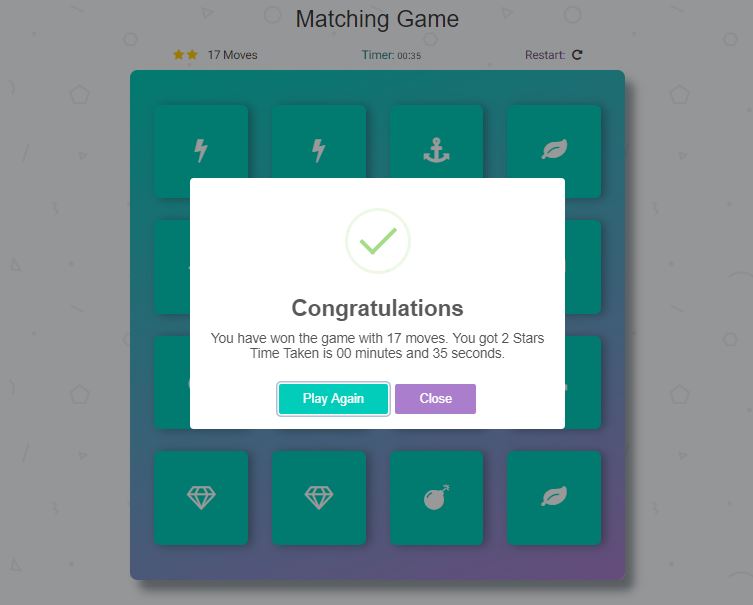 Matching Game
17 Moves
Timer: 00:35
Restart:
Congratulations
You have won the game with 17 moves. You got 2 Stars
Time Taken is 00 minutes and 35 seconds.
Play Again
Close